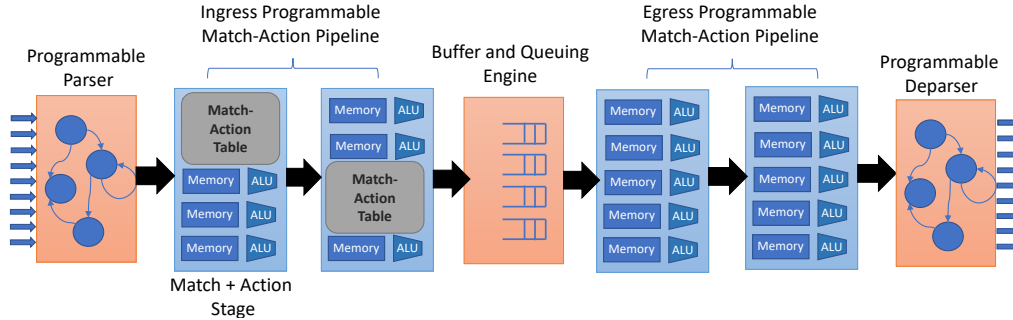 Ingress Programmable
Match-Action Pipeline
Egress Programmable
Match-Action Pipeline
Programmable
Parser
Buffer and Queuing
Engine
Programmable
Deparser
Match-
Action
Table
Memory ALU
Memory ALU
Memory ALU
Match + Action
Stage
Memory ALU
Memory ALU
Match-
Action
Table
Memory ALU
Memory ALU
Memory ALU
Memory ALU
Memory ALU
Memory ALU
Memory ALU
Memory ALU
Memory ALU
Memory ALU
Memory ALU